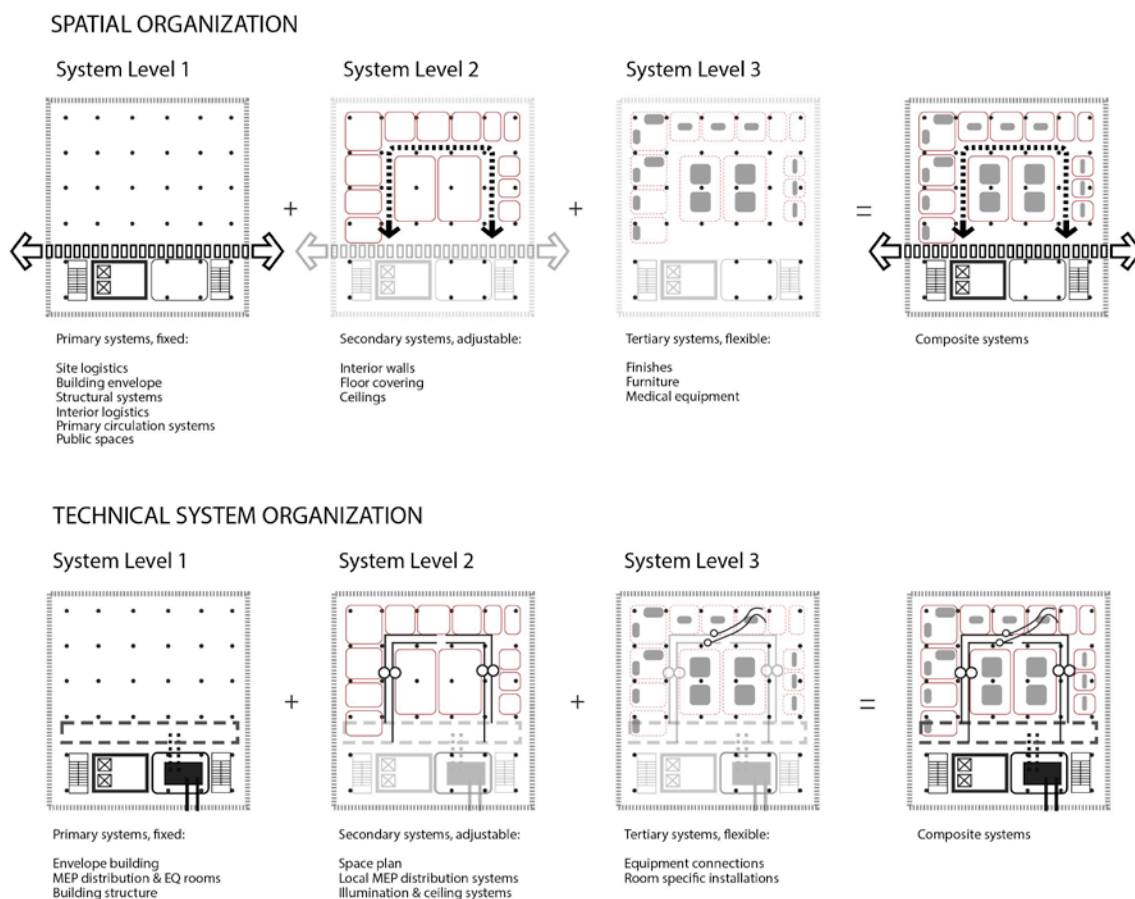 SPATIAL ORGANIZATION
System Level 1
System Level 2
System Level 3
+
+
=
Primary systems, fixed:
Site logistics
Building envelope
Structural systems
Interior logistics
Primary circulation systems
Public spaces
Secondary systems, adjustable:
Interior walls
Floor covering
Ceilings
Tertiary systems, flexible:
Finishes
Furniture
Medical equipment
Composite systems
TECHNICAL SYSTEM ORGANIZATION
System Level 1
System Level 2
System Level 3
+
+
=
Primary systems, fixed:
Envelope building
MEP distribution & EQ rooms
Building structure
Secondary systems, adjustable:
Space plan
Local MEP distribution systems
Illumination & ceiling systems
Tertiary systems, flexible:
Equipment connections
Room specific installations
Composite systems